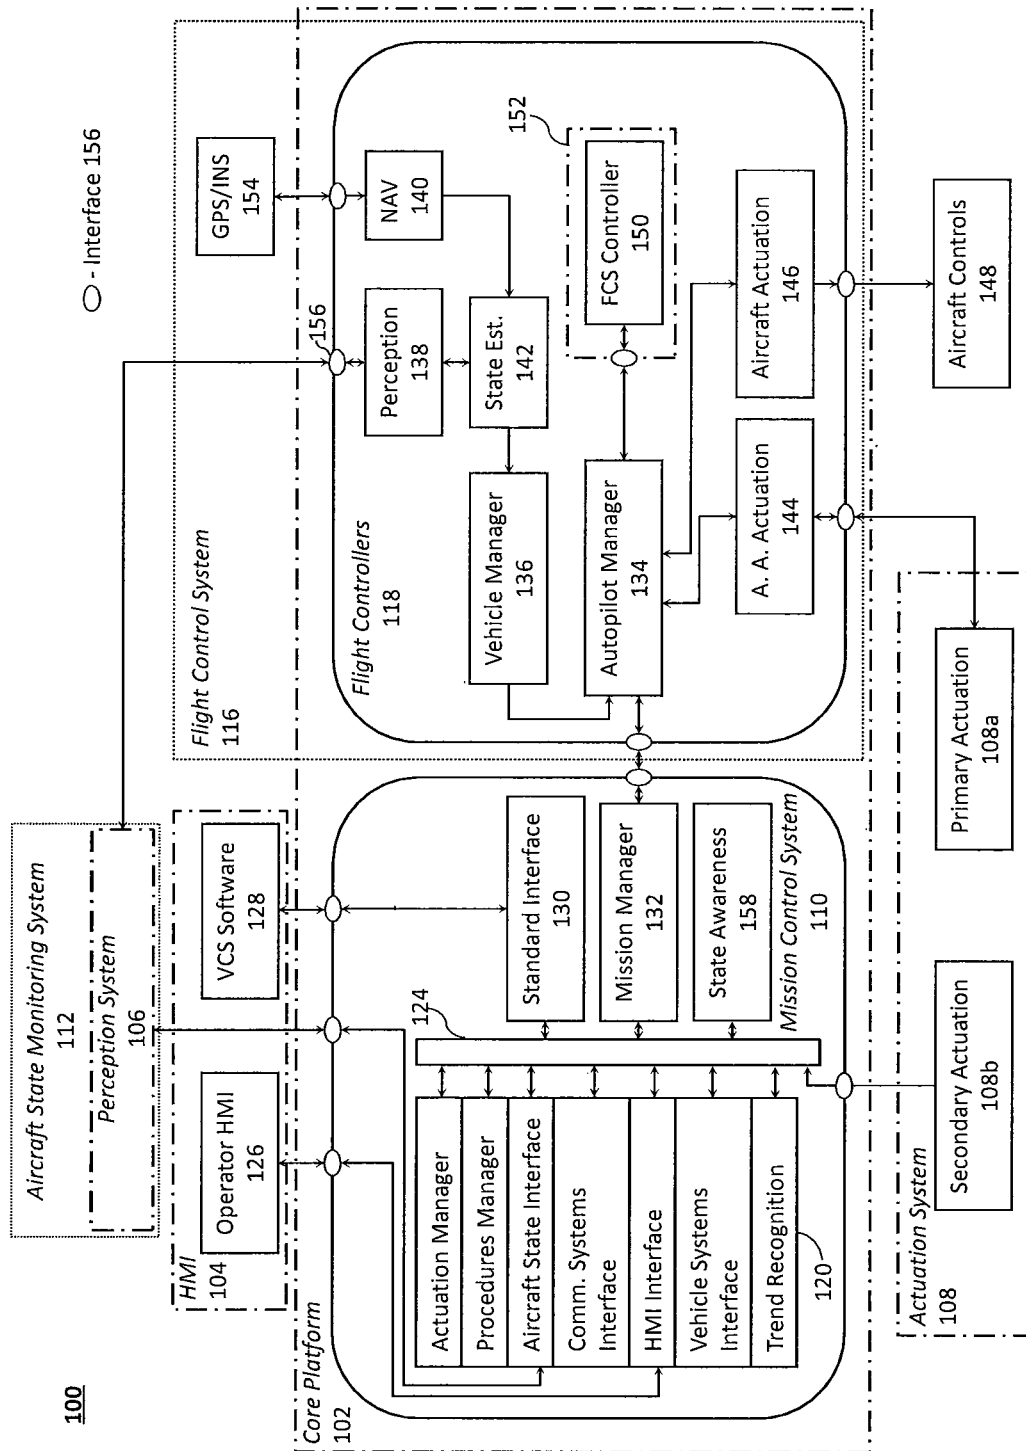 100
Aircraft State Monitoring System
112
Perception System
106
HMI
104
Operator HMI
126
VCS Software
128
Flight Control System
116
GPS/INS
154
- Interface 156
Core Platform
102
Actuation Manager
Procedures Manager
Aircraft State Interface
Comm. Systems
Interface
HMI Interface
Vehicle Systems
Interface
Trend Recognition
120
124
Standard Interface
130
Mission Manager
132
State Awareness
158
Mission Control System
110
Flight Controllers
118
156
Perception
138
NAV
140
State Est.
142
Vehicle Manager
136
Autopilot Manager
134
152
FCS Controller
150
A. A. Actuation
144
Aircraft Actuation
146
Actuation System
108
Secondary Actuation
108b
Primary Actuation
108a
Aircraft Controls
148